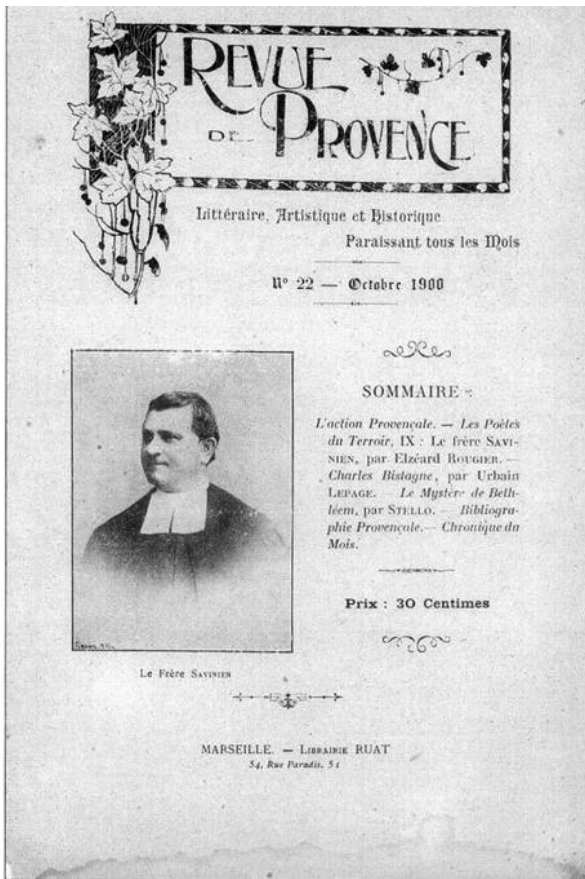 REVUE
DE PROVENCE
Littéraire, Artistique et Historique
Paraissant tous les Mois
Nº 22 — Octobre 1900
SOMMAIRE
L'action Provençale. — Les Poètes
du Terroir, IX : Le frère SAVI-
NIEN, par Elzéard ROUGIER. —
Charles Bistagne, par Urbain
LEPAGE. — Le Mystère de Beth-
léem, par STELLO. — Bibliogra-
phie Provençale. — Chronique du
Mois.
Prix : 30 Centimes
Le Frère SAVINIEN
MARSEILLE. — LIBRAIRIE RUAT
54, Rue Paradis, 54